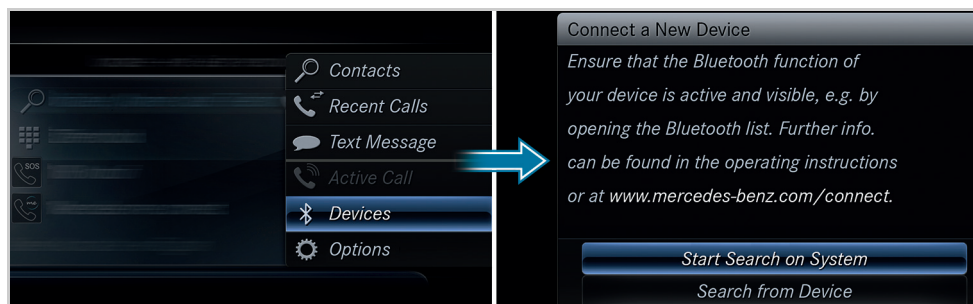 Contacts
Recent Calls
Text Message
Active Call
Devices
Options
SOS
me
Connect a New Device
Ensure that the Bluetooth function of
your device is active and visible, e.g. by
opening the Bluetooth list. Further info.
can be found in the operating instructions
or at www.mercedes-benz.com/connect.
Start Search on System
Search from Device